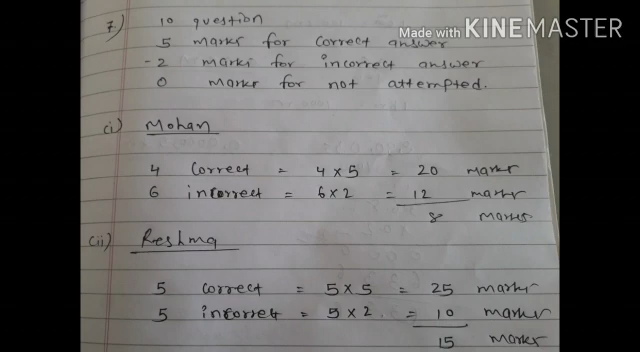 Made with KINEMASTER
7) 10 question
5 marks for correct answer
-2 marks for incorrect answer
0 marks for not attempted.
(i) Mohan
4 correct = 4 × 5 = 20 marks
6 incorrect = 6 × 2 = 12 marks
8 marks
(ii) Reshma
5 correct = 5 × 5 = 25 marks
5 incorrect = 5 × 2 = 10 marks
15 marks